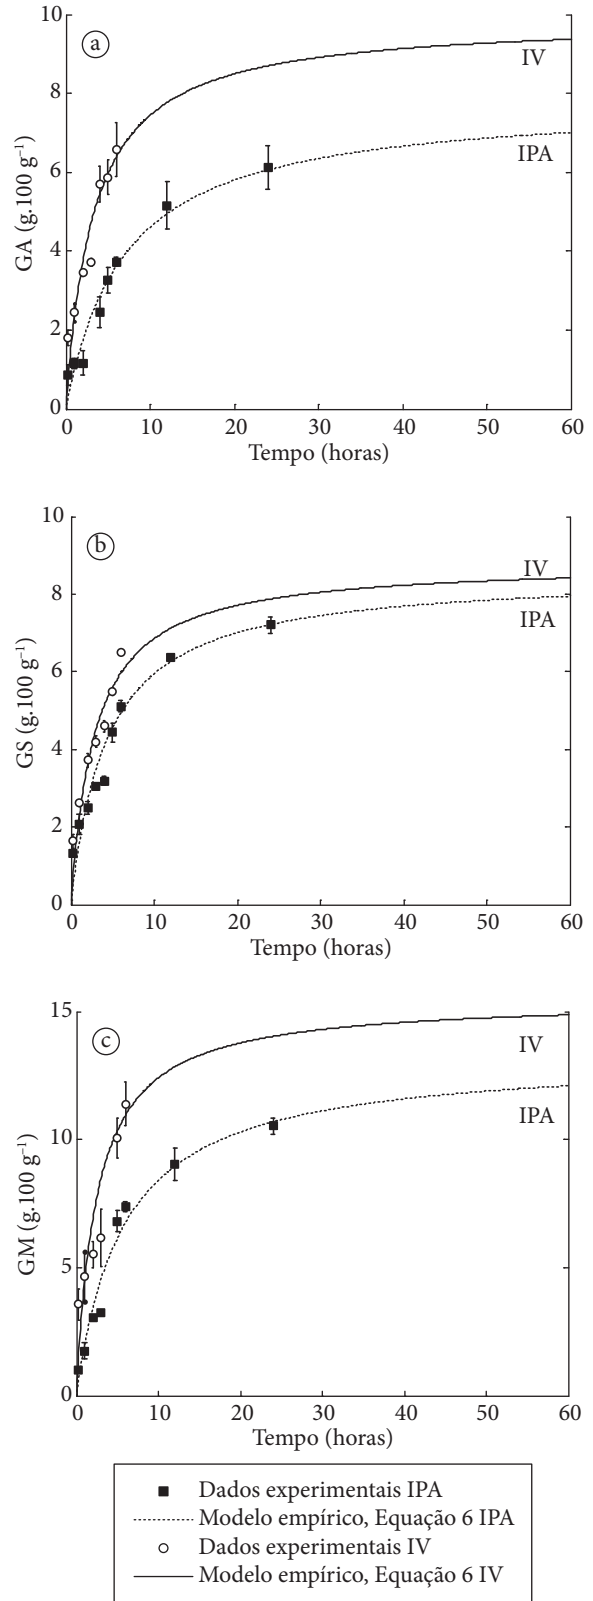 10
a
IV
8
IPA
6
GA (g.100 g⁻¹)
4
2
0
0 10 20 30 40 50 60
Tempo (horas)
10
b
IV
8
IPA
6
GS (g.100 g⁻¹)
4
2
0
0 10 20 30 40 50 60
Tempo (horas)
15
c
IV
IPA
10
GM (g.100 g⁻¹)
5
0
0 10 20 30 40 50 60
Tempo (horas)
Dados experimentais IPA
Modelo empírico, Equação 6 IPA
Dados experimentais IV
Modelo empírico, Equação 6 IV